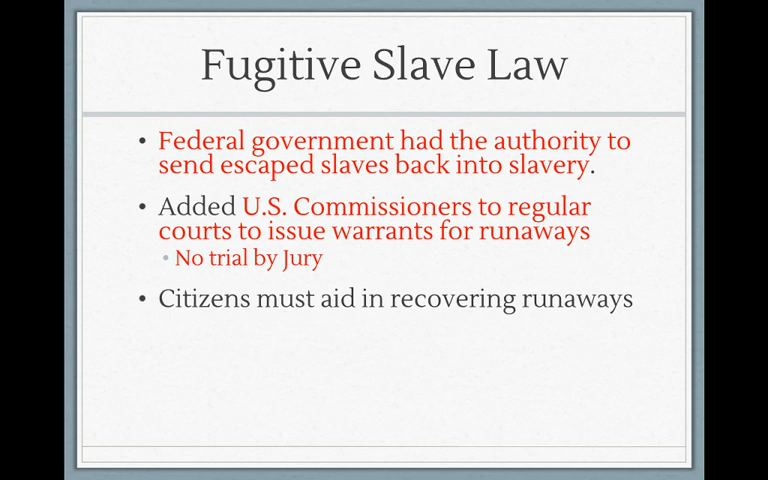 Fugitive Slave Law
• Federal government had the authority to
send escaped slaves back into slavery.
• Added U.S. Commissioners to regular
courts to issue warrants for runaways
• No trial by Jury
• Citizens must aid in recovering runaways